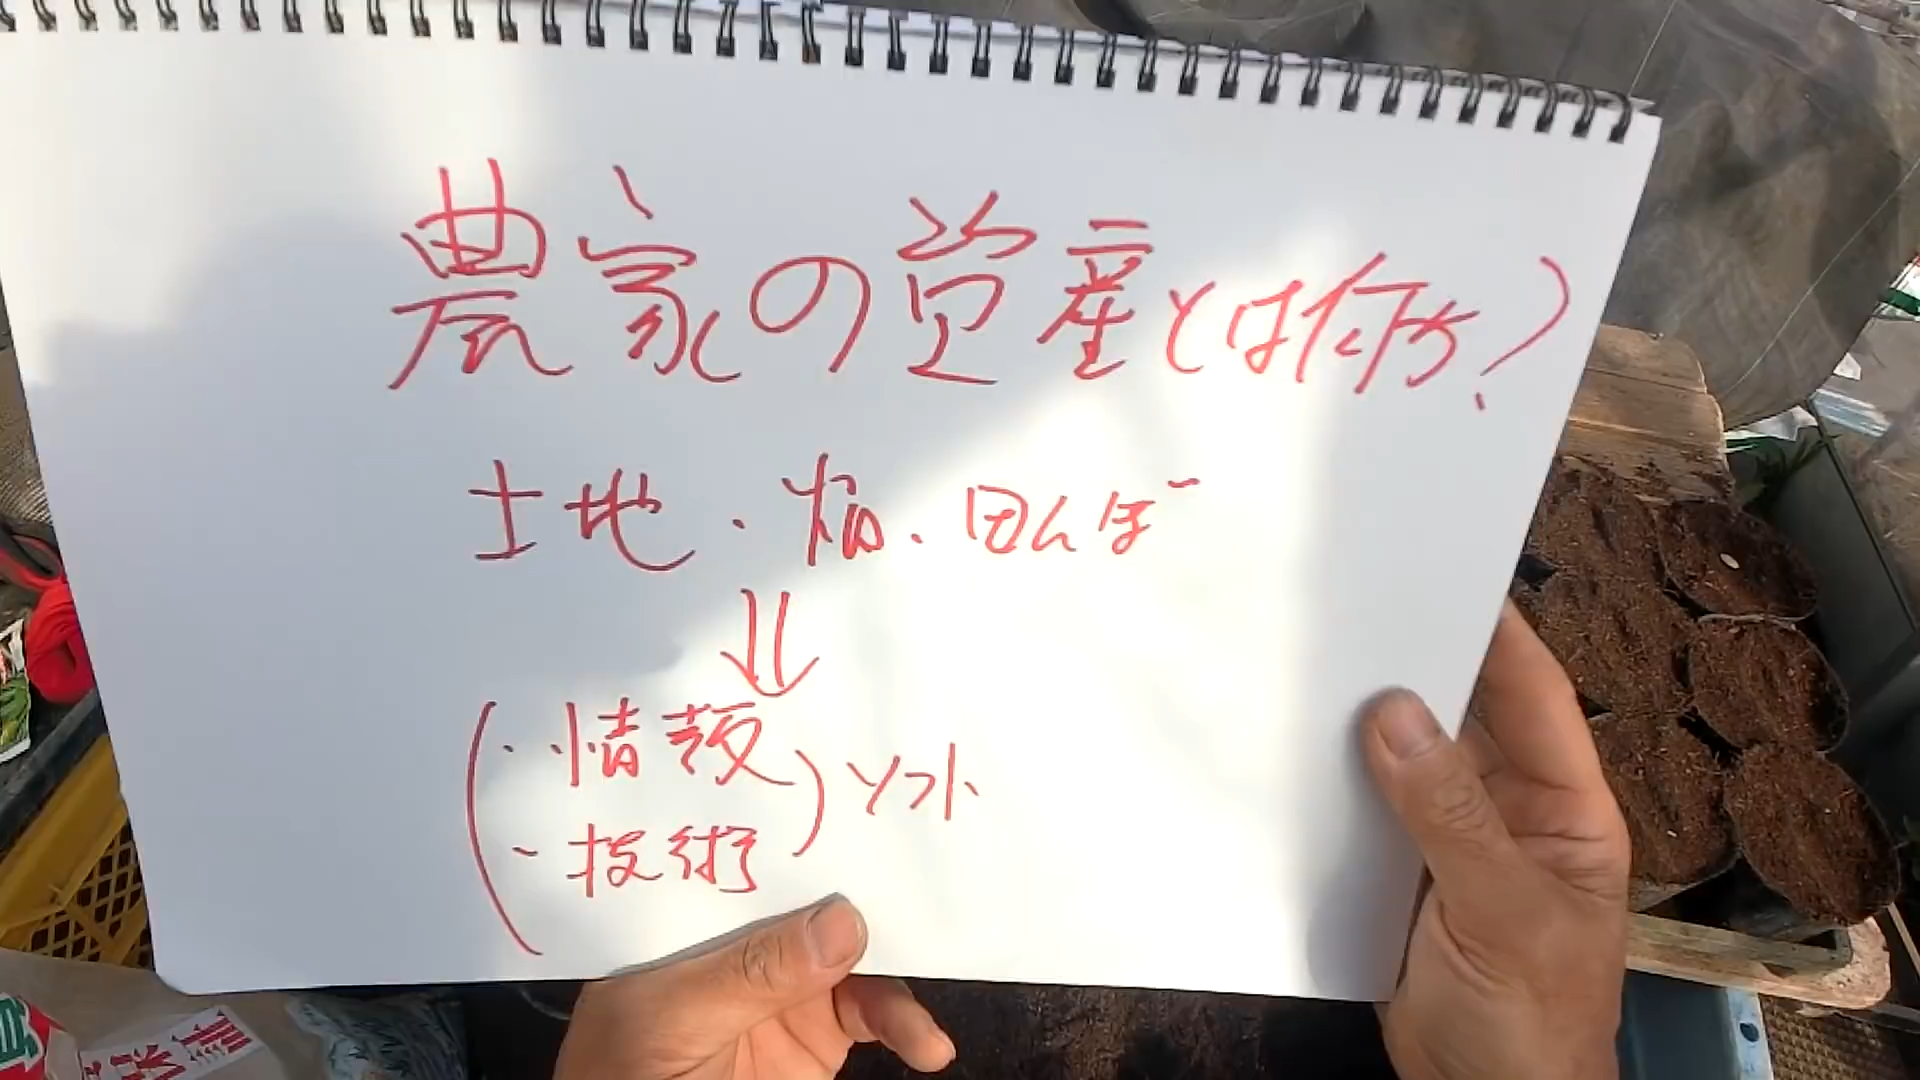 農家の資産とは何か?
土地・畑・田んぼ
↓
(・情報
・技術)ソフト